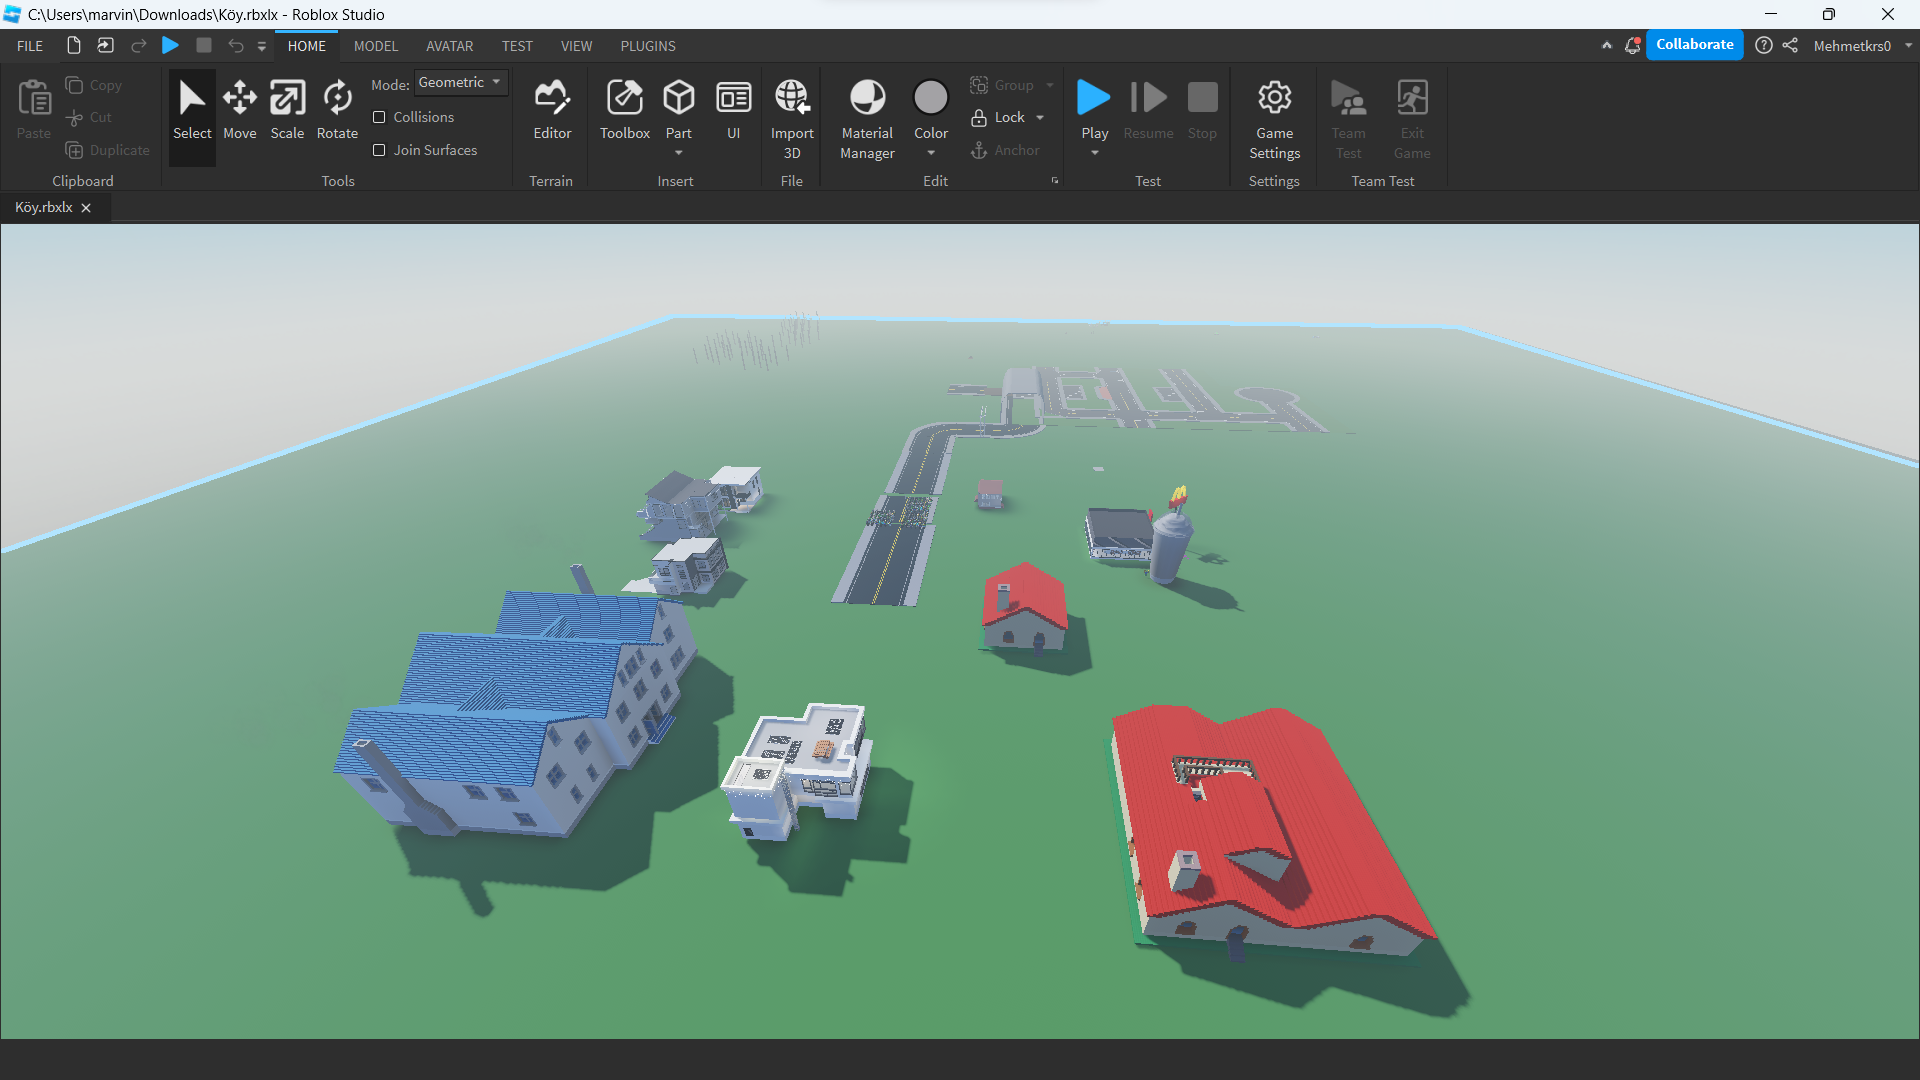 C:\Users\marvin\Downloads\Köy.rbxlx - Roblox Studio
FILE HOME MODEL AVATAR TEST VIEW PLUGINS Collaborate Mehmetkrs0
Paste
Copy
Cut
Duplicate
Clipboard
Select
Move
Scale
Rotate
Mode: Geometric
Collisions
Join Surfaces
Tools
Editor
Terrain
Toolbox
Part
UI
Insert
Import
3D
File
Material
Manager
Color
Group
Lock
Anchor
Edit
Play
Resume
Stop
Test
Game
Settings
Settings
Team
Test
Exit
Game
Team Test
Köy.rbxlx